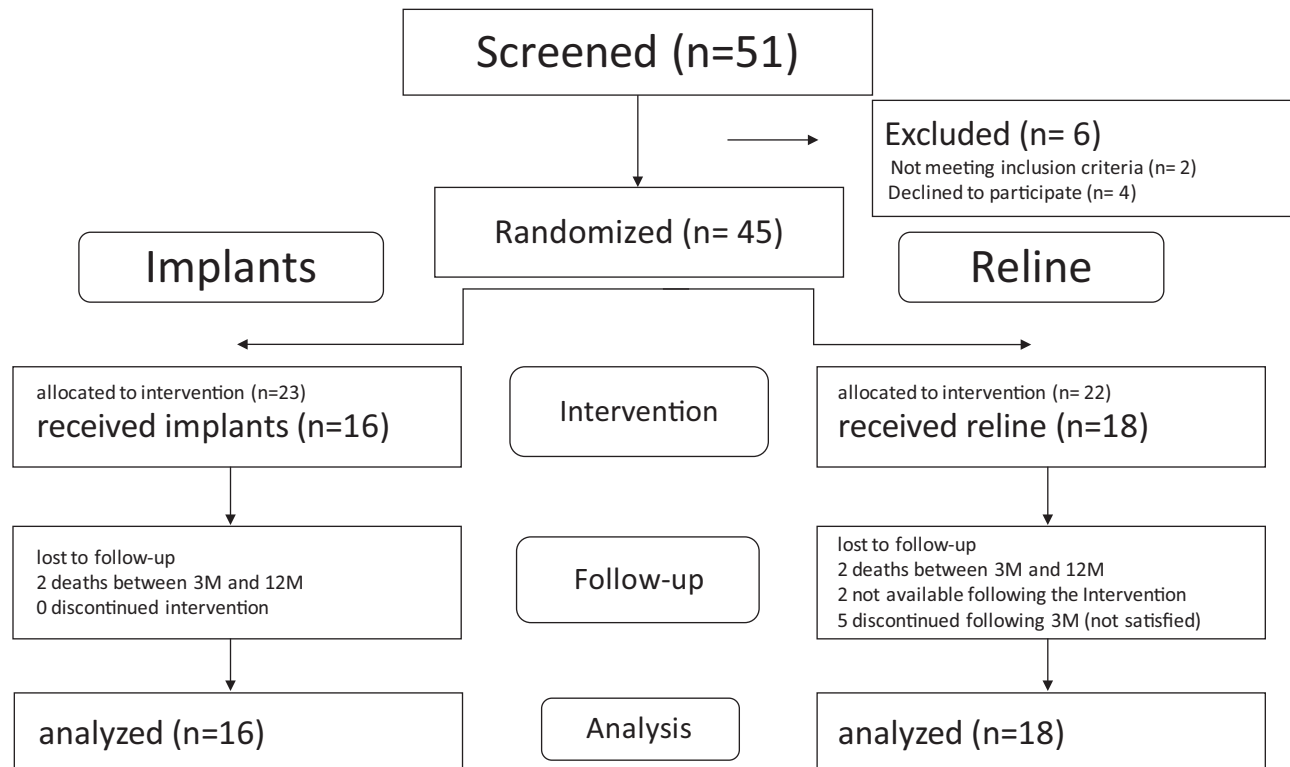 Screened (n=51)
Excluded (n= 6)
Not meeting inclusion criteria (n= 2)
Declined to participate (n= 4)
Randomized (n= 45)
Implants
Reline
allocated to intervention (n=23)
received implants (n=16)
Intervention
allocated to intervention (n= 22)
received reline (n=18)
lost to follow-up
2 deaths between 3M and 12M
0 discontinued intervention
Follow-up
lost to follow-up
2 deaths between 3M and 12M
2 not available following the Intervention
5 discontinued following 3M (not satisfied)
analyzed (n=16)
Analysis
analyzed (n=18)